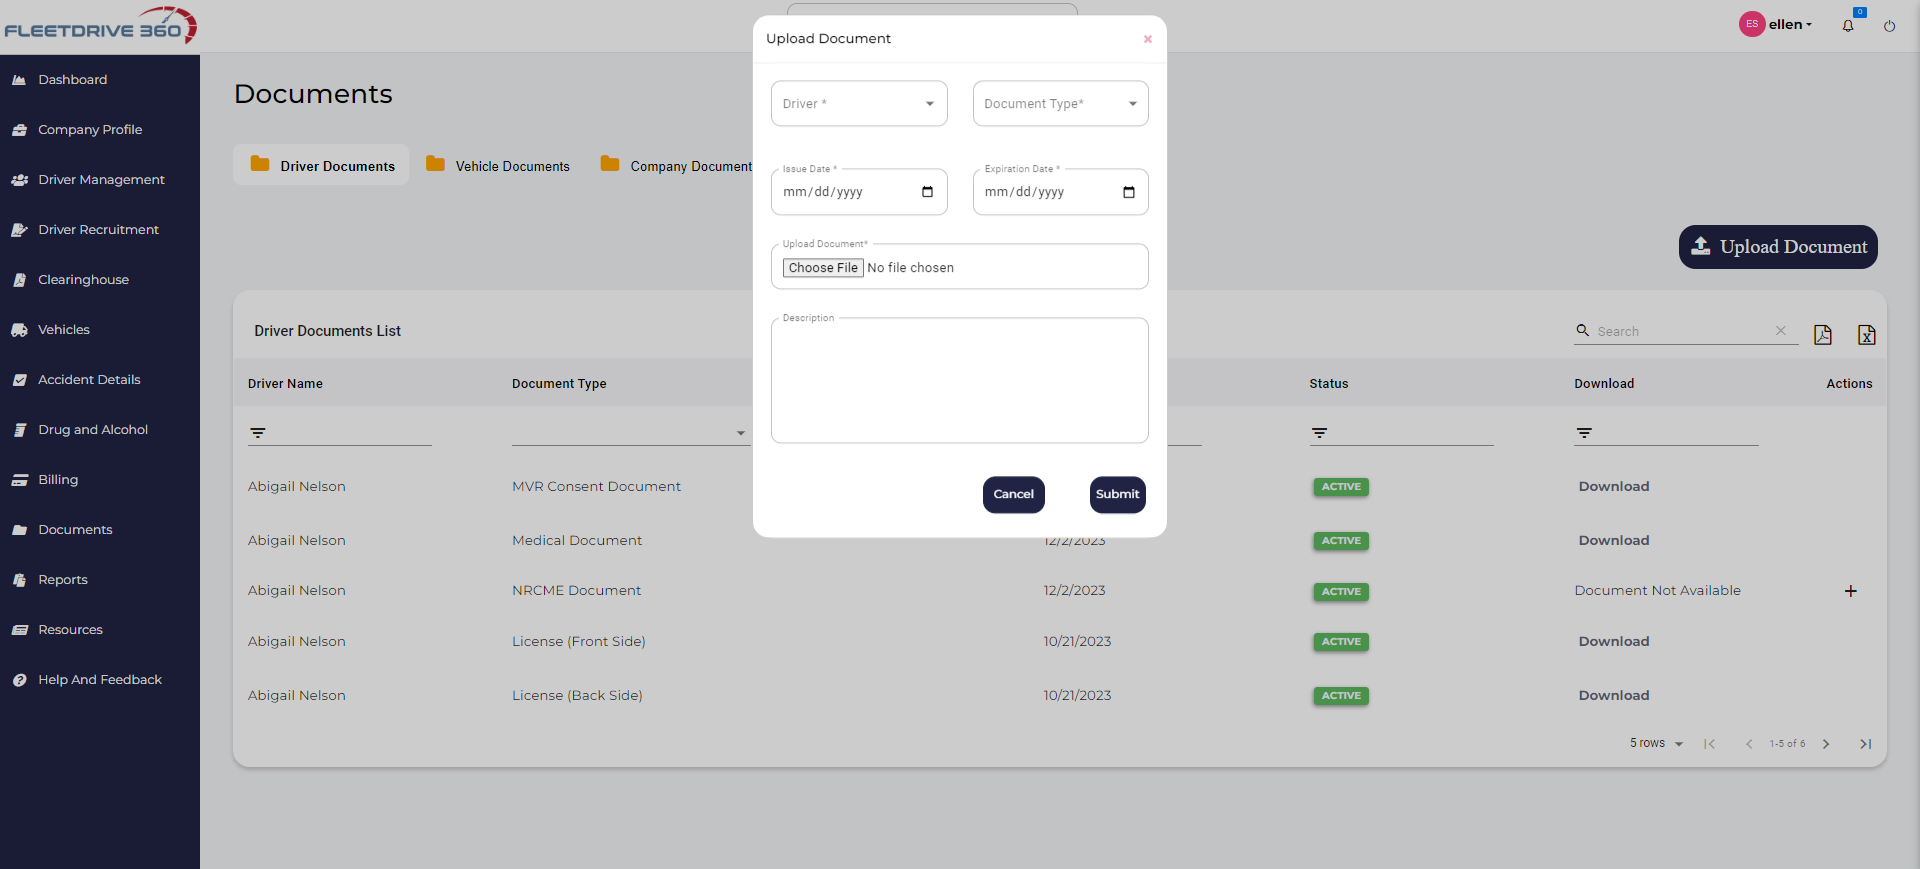 FLEETDRIVE 360
ES ellen
0
Dashboard
Company Profile
Driver Management
Driver Recruitment
Clearinghouse
Vehicles
Accident Details
Drug and Alcohol
Billing
Documents
Reports
Resources
Help And Feedback
Documents
Driver Documents Vehicle Documents Company Document
Upload Document
Driver Documents List
Search
Driver Name Document Type Status Download Actions
Abigail Nelson MVR Consent Document ACTIVE Download
Abigail Nelson Medical Document 12/2/2023 ACTIVE Download
Abigail Nelson NRCME Document 12/2/2023 ACTIVE Document Not Available +
Abigail Nelson License (Front Side) 10/21/2023 ACTIVE Download
Abigail Nelson License (Back Side) 10/21/2023 ACTIVE Download
5 rows 1-5 of 6
Upload Document
Driver * Document Type*
Issue Date * Expiration Date *
mm/dd/yyyy mm/dd/yyyy
Upload Document*
Choose File No file chosen
Description
Cancel Submit